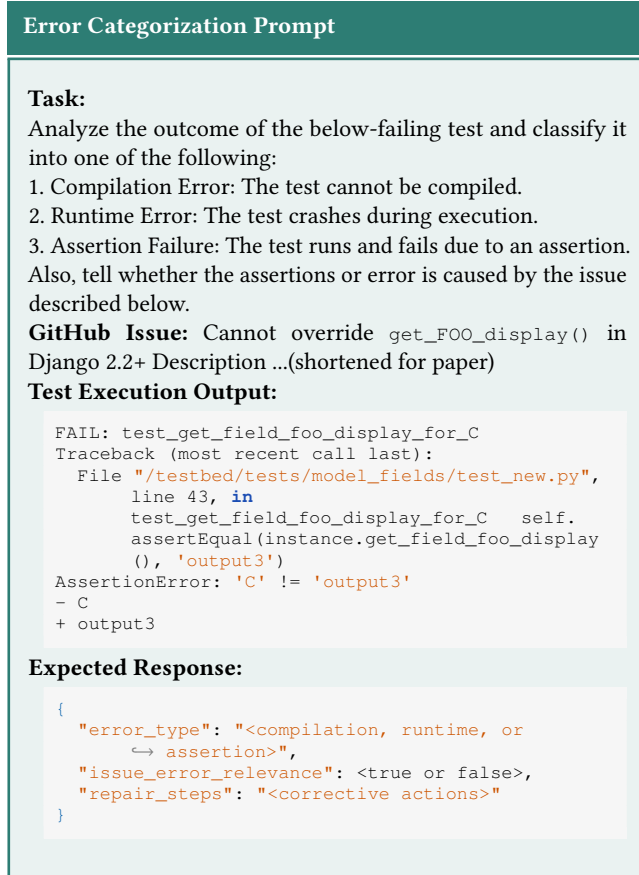 Error Categorization Prompt
Task:
Analyze the outcome of the below-failing test and classify it
into one of the following:
1. Compilation Error: The test cannot be compiled.
2. Runtime Error: The test crashes during execution.
3. Assertion Failure: The test runs and fails due to an assertion.
Also, tell whether the assertions or error is caused by the issue
described below.
GitHub Issue: Cannot override get_FOO_display() in
Django 2.2+ Description ...(shortened for paper)
Test Execution Output:
FAIL: test_get_field_foo_display_for_C
Traceback (most recent call last):
File "/testbed/tests/model_fields/test_new.py",
line 43, in
test_get_field_foo_display_for_C self.
assertEqual(instance.get_field_foo_display
(), 'output3')
AssertionError: 'C' != 'output3'
- C
+ output3
Expected Response:
{
"error_type": "<compilation, runtime, or
↪ assertion>",
"issue_error_relevance": <true or false>,
"repair_steps": "<corrective actions>"
}